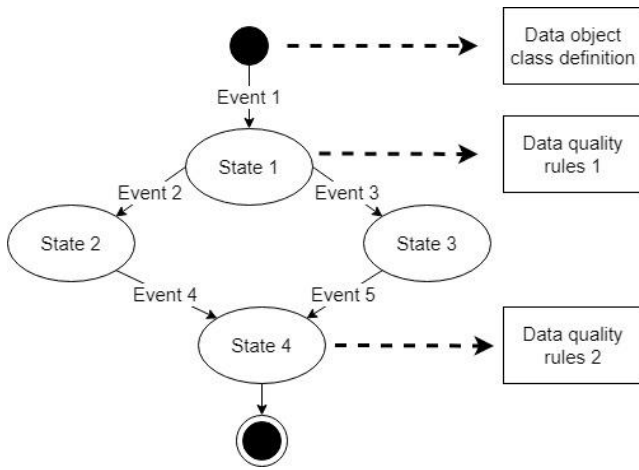 Data object
class definition
Event 1
Data quality
rules 1
State 1
Event 2
Event 3
State 2
State 3
Event 4
Event 5
Data quality
rules 2
State 4